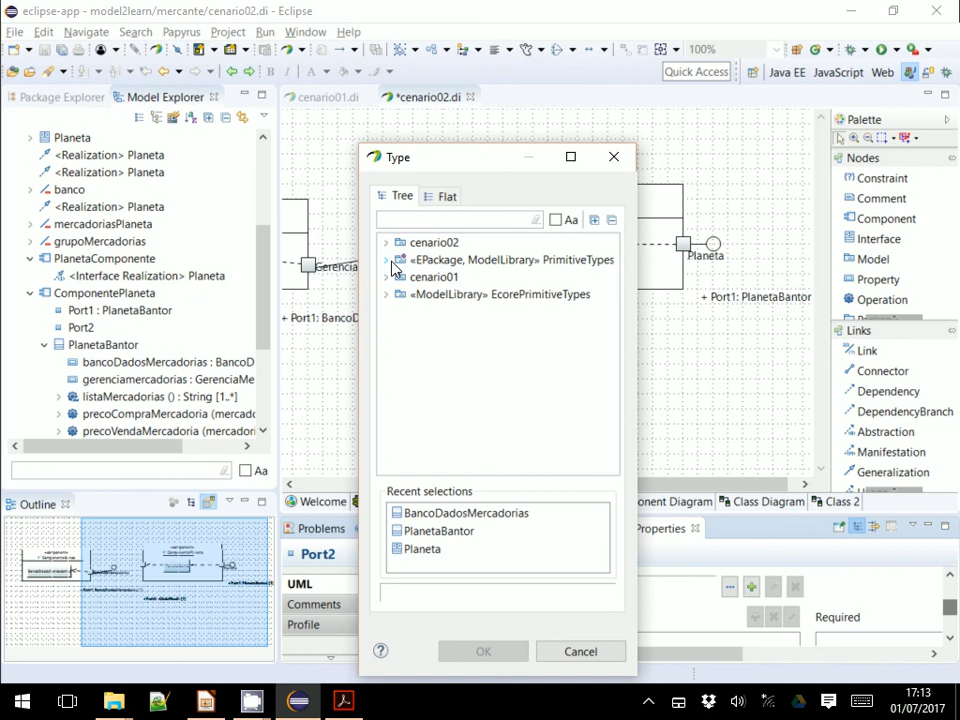 eclipse-app - model2learn/mercante/cenario02.di - Eclipse
File Edit Navigate Search Papyrus Project Run Window Help
100%
Quick Access
Java EE JavaScript Web
Package Explorer Model Explorer
cenario01.di *cenario02.di
Planeta
<Realization> Planeta
<Realization> Planeta
banco
<Realization> Planeta
mercadoriasPlaneta
grupoMercadorias
PlanetaComponente
<Interface Realization> Planeta
ComponentePlaneta
Port1 : PlanetaBantor
Port2
PlanetaBantor
bancoDadosMercadorias : BancoD
gerenciamercadorias : GerenciaMe
listaMercadorias () : String [1..*]
precoCompraMercadoria (mercado
precoVendaMercadoria (mercador
Aa
Outline
Gerencia
+ Port1: BancoD
Planeta
+ Port1: PlanetaBantor
Type
Tree Flat
Aa
cenario02
«EPackage, ModelLibrary» PrimitiveTypes
cenario01
«ModelLibrary» EcorePrimitiveTypes
Recent selections
BancoDadosMercadorias
PlanetaBantor
Planeta
OK Cancel
Palette
Nodes
Constraint
Comment
Component
Interface
Model
Property
Operation
Links
Link
Connector
Dependency
DependencyBranch
Abstraction
Manifestation
Generalization
Welcome
onent Diagram Class Diagram Class 2
Problems
roperties
Port2
UML
Comments
Profile
Required
17:13
01/07/2017